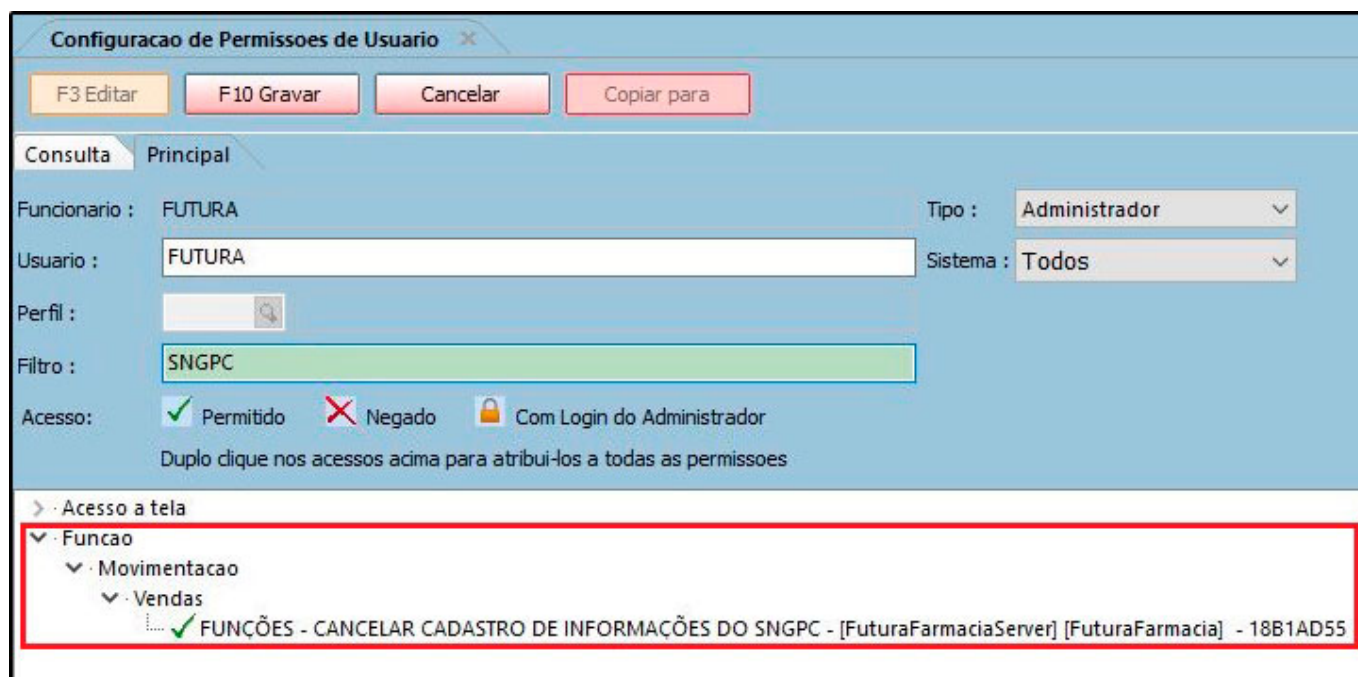 Configuracao de Permissoes de Usuario
F3 Editar F10 Gravar Cancelar Copiar para
Consulta Principal
Funcionario : FUTURA Tipo : Administrador
Usuario : FUTURA Sistema : Todos
Perfil :
Filtro : SNGPC
Acesso: Permitido Negado Com Login do Administrador
Duplo clique nos acessos acima para atribui-los a todas as permissoes
Acesso a tela
Funcao
Movimentacao
Vendas
FUNÇÕES - CANCELAR CADASTRO DE INFORMAÇÕES DO SNGPC - [FuturaFarmaciaServer] [FuturaFarmacia] - 18B1AD55